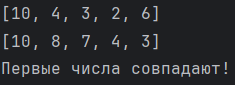 [10, 4, 3, 2, 6]
[10, 8, 7, 4, 3]
Первые числа совпадают!